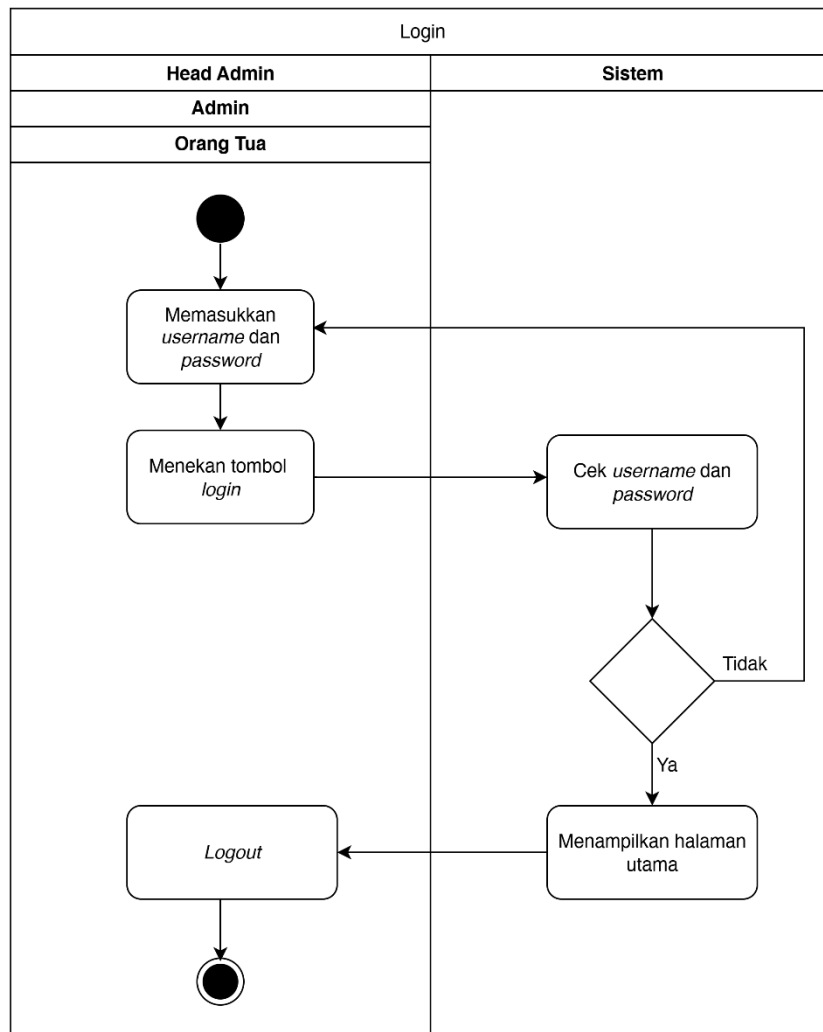 Login
Head Admin
Sistem
Admin
Orang Tua
Memasukkan
username dan
password
Menekan tombol
login
Cek username dan
password
Tidak
Ya
Logout
Menampilkan halaman
utama